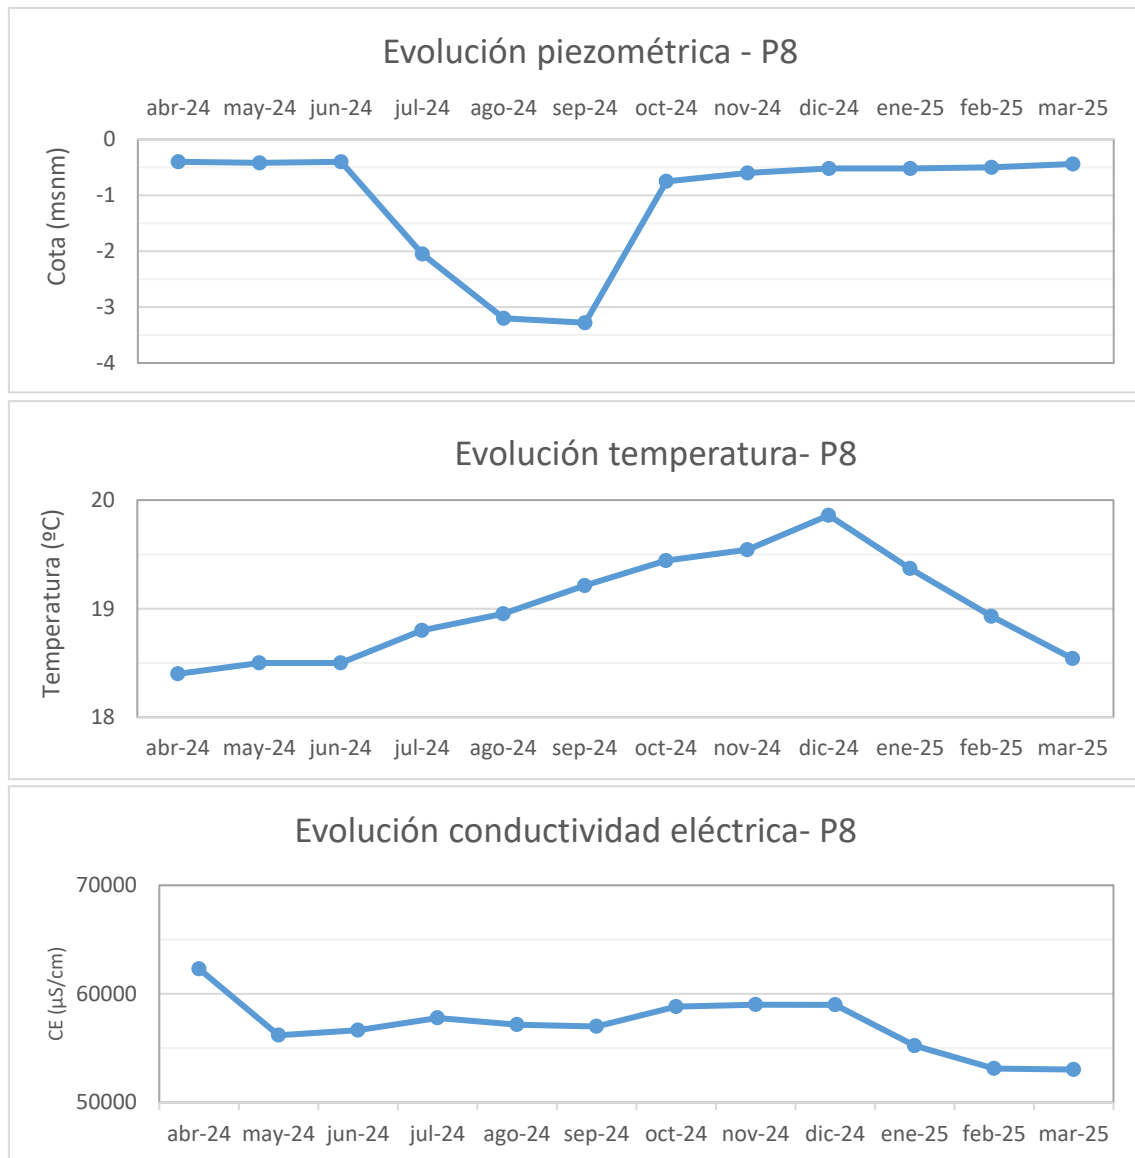 Evolución piezométrica - P8
abr-24 may-24 jun-24 jul-24 ago-24 sep-24 oct-24 nov-24 dic-24 ene-25 feb-25 mar-25
0
-1
-2
-3
-4
Cota (msnm)
Evolución temperatura- P8
20
19
18
Temperatura (ºC)
abr-24 may-24 jun-24 jul-24 ago-24 sep-24 oct-24 nov-24 dic-24 ene-25 feb-25 mar-25
Evolución conductividad eléctrica- P8
70000
60000
50000
CE (µS/cm)
abr-24 may-24 jun-24 jul-24 ago-24 sep-24 oct-24 nov-24 dic-24 ene-25 feb-25 mar-25